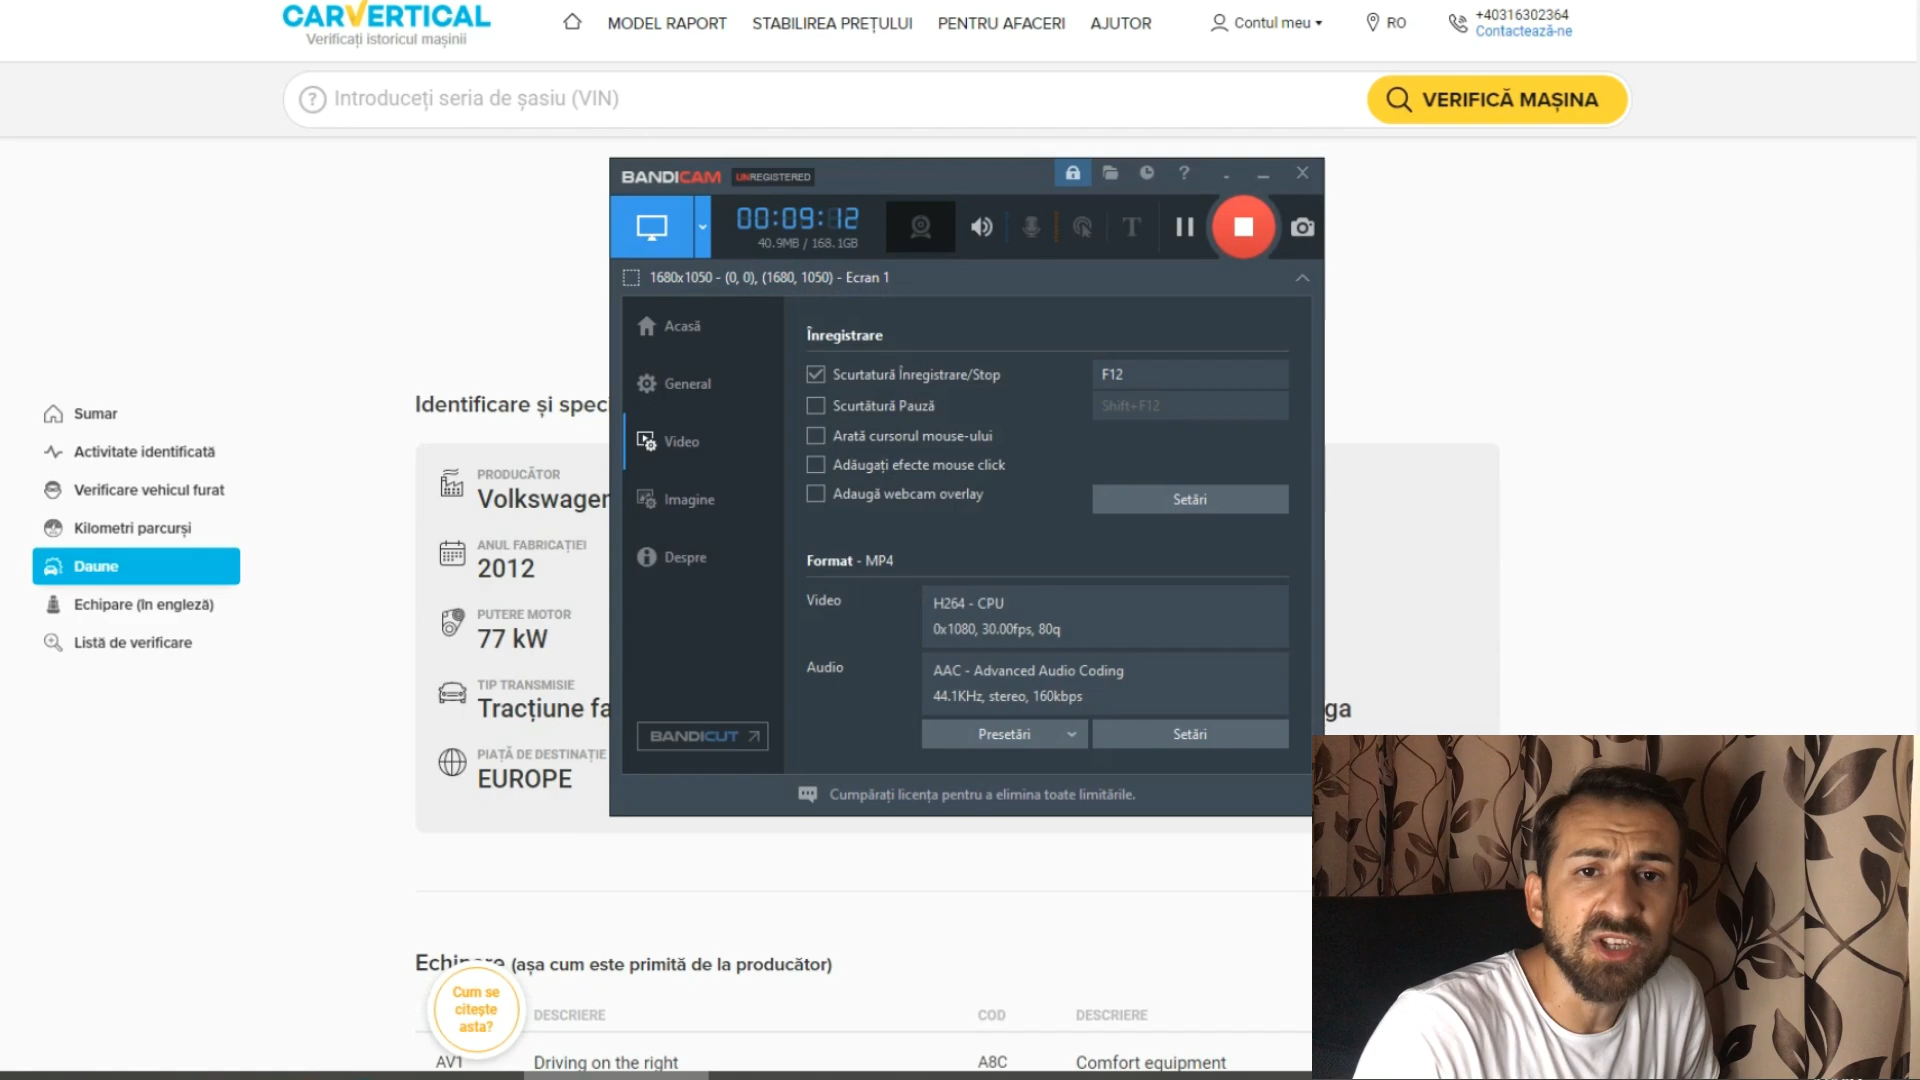 CARVERTICAL
Verificați istoricul mașinii
MODEL RAPORT
STABILIREA PREȚULUI
PENTRU AFACERI
AJUTOR
Contul meu
RO
+40316302364
Contactează-ne
? Introduceți seria de șasiu (VIN)
VERIFICĂ MAȘINA
Sumar
Activitate identificată
Verificare vehicul furat
Kilometri parcurși
Daune
Echipare (în engleză)
Listă de verificare
Identificare și speci
PRODUCĂTOR
Volkswagen
ANUL FABRICAȚIEI
2012
PUTERE MOTOR
77 kW
TIP TRANSMISIE
Tracțiune fa
ga
PIAȚĂ DE DESTINAȚIE
EUROPE
BANDICAM UNREGISTERED
?
00:09:12
40.9MB / 168.1GB
T
1680x1050 - (0, 0), (1680, 1050) - Ecran 1
Acasă
General
Video
Imagine
Despre
BANDICUT
Înregistrare
Scurtatură Înregistrare/Stop
F12
Scurtătură Pauză
Shift+F12
Arată cursorul mouse-ului
Adăugați efecte mouse click
Adaugă webcam overlay
Setări
Format - MP4
Video
H264 - CPU
0x1080, 30.00fps, 80q
Audio
AAC - Advanced Audio Coding
44.1KHz, stereo, 160kbps
Presetări
Setări
Cumpărați licența pentru a elimina toate limitările.
Echipare (așa cum este primită de la producător)
Cum se
citește
asta?
DESCRIERE
COD
DESCRIERE
AV1
Driving on the right
A8C
Comfort equipment